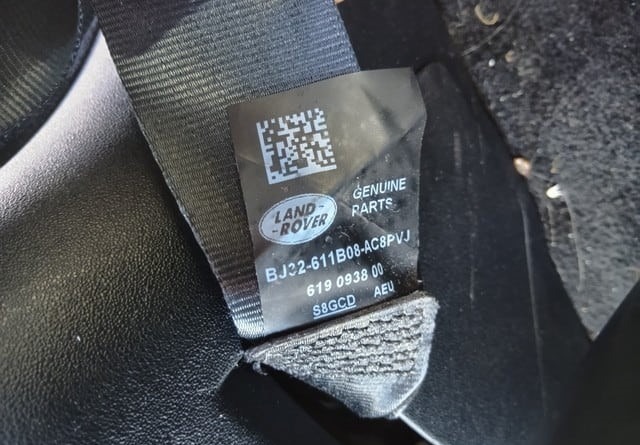 GENUINE
PARTS
LAND-
-ROVER
BJ32-611B08-AC8PVJ
619 0938 00
S8GCD AEU